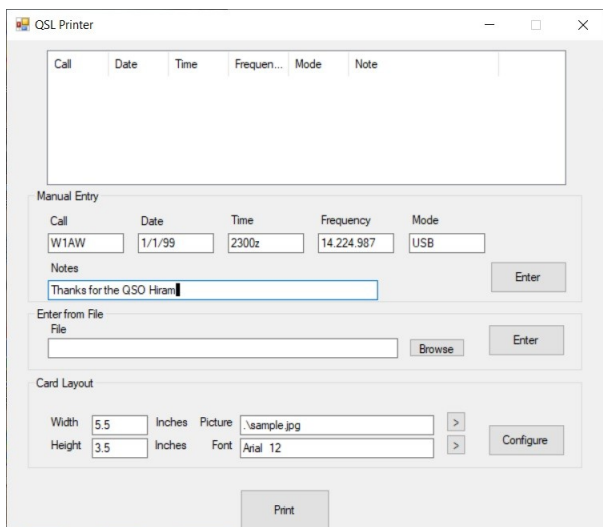 QSL Printer
Call Date Time Frequen... Mode Note
Manual Entry
Call Date Time Frequency Mode
W1AW 1/1/99 2300z 14.224.987 USB
Notes
Thanks for the QSO Hiram
Enter
Enter from File
File
Browse
Enter
Card Layout
Width 5.5 Inches Picture .\sample.jpg >
Height 3.5 Inches Font Arial 12 >
Configure
Print